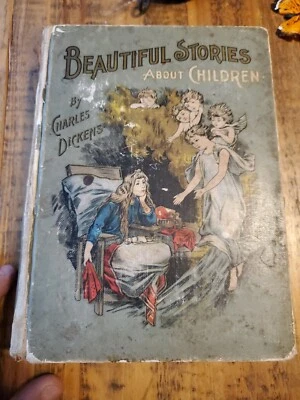 BEAUTIFUL STORIES
ABOUT CHILDREN
BY
CHARLES
DICKENS